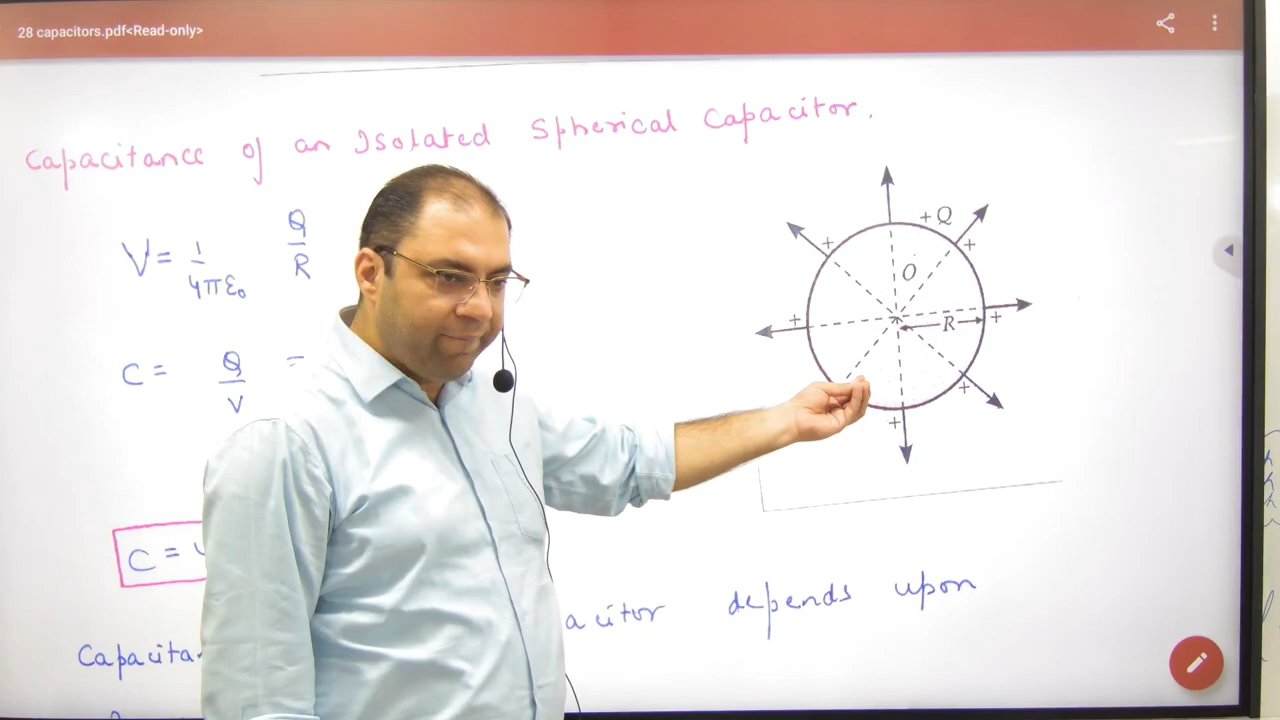 28 capacitors.pdf<Read-only>
Capacitance of an Isolated Spherical Capacitor.
V = 1/4πε₀ Q/R
+Q
O
R
C = Q/V =
C =
acitor depends upon
Capacita